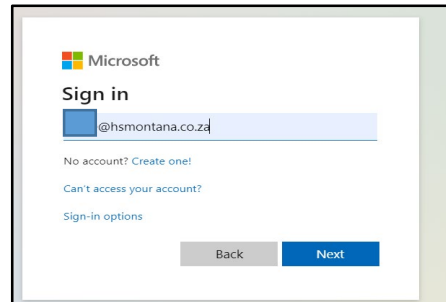 Microsoft
Sign in
@hsmontana.co.za
No account? Create one!
Can't access your account?
Sign-in options
Back Next